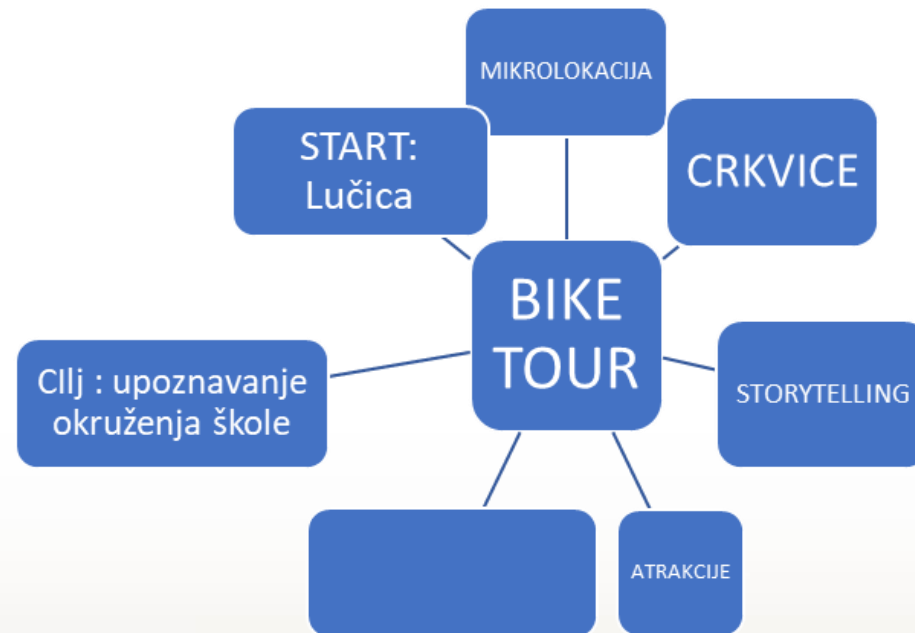 MIKROLOKACIJA
START:
Lučica
CRKVICE
BIKE
TOUR
CIlj : upoznavanje
okruženja škole
STORYTELLING
ATRAKCIJE